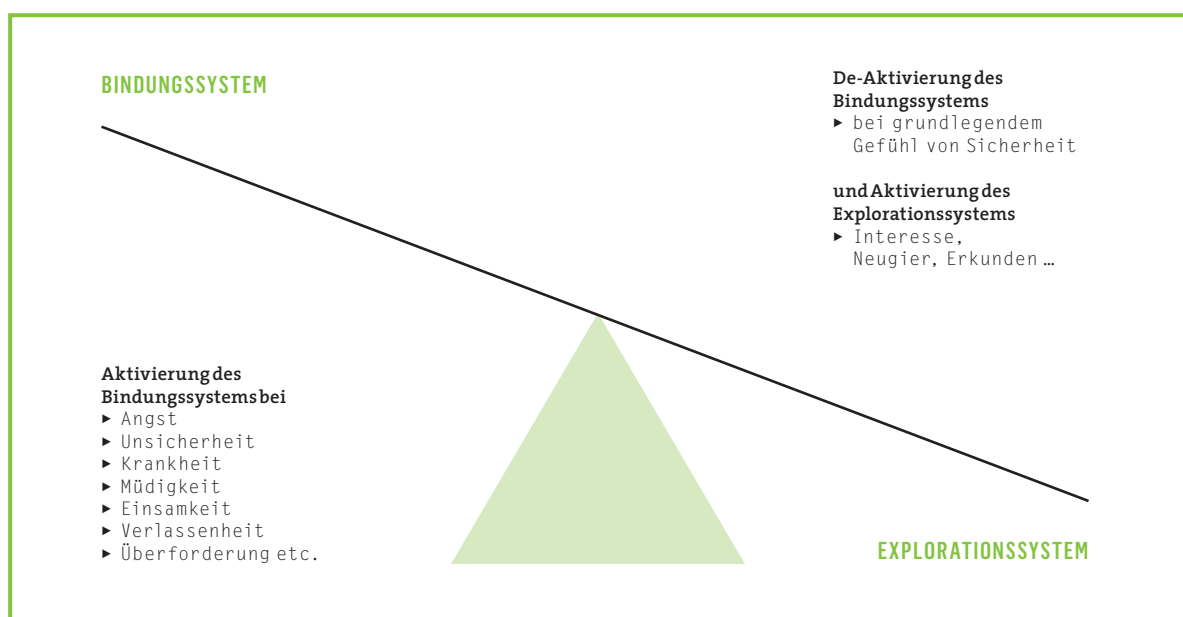 BINDUNGSSYSTEM
De-Aktivierung des
Bindungssystems
▸ bei grundlegendem
Gefühl von Sicherheit
und Aktivierung des
Explorationssystems
▸ Interesse,
Neugier, Erkunden …
Aktivierung des
Bindungssystems bei
▸ Angst
▸ Unsicherheit
▸ Krankheit
▸ Müdigkeit
▸ Einsamkeit
▸ Verlassenheit
▸ Überforderung etc.
EXPLORATIONSSYSTEM